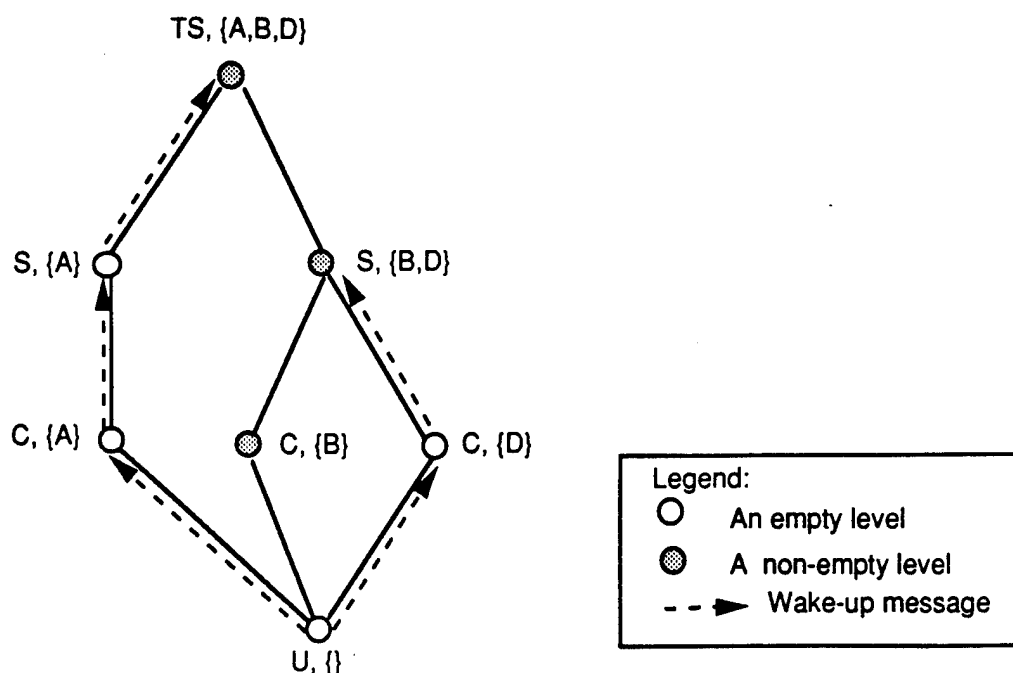 TS, {A,B,D}
S, {A}
S, {B,D}
C, {A}
C, {B}
C, {D}
U, {}
Legend:
An empty level
A non-empty level
Wake-up message